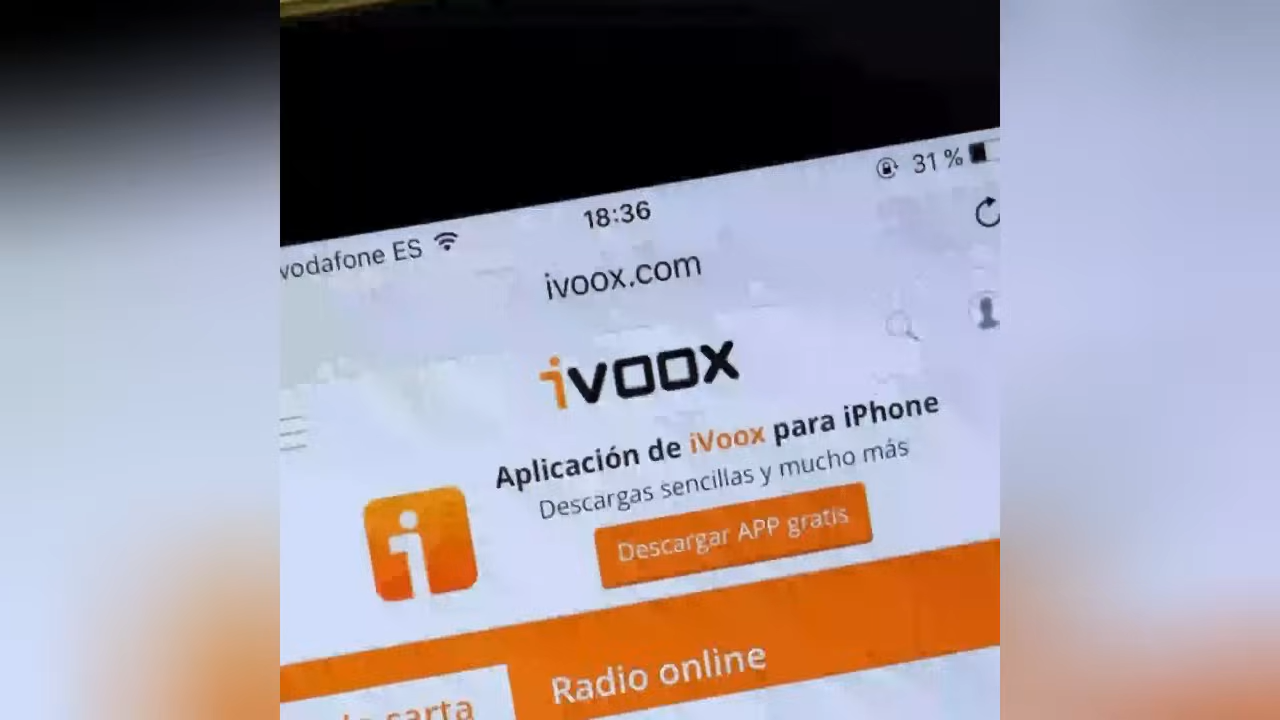 31 %
18:36
vodafone ES
ivoox.com
iVOOX
Aplicación de iVoox para iPhone
Descargas sencillas y mucho más
Descargar APP gratis
Radio online
carta